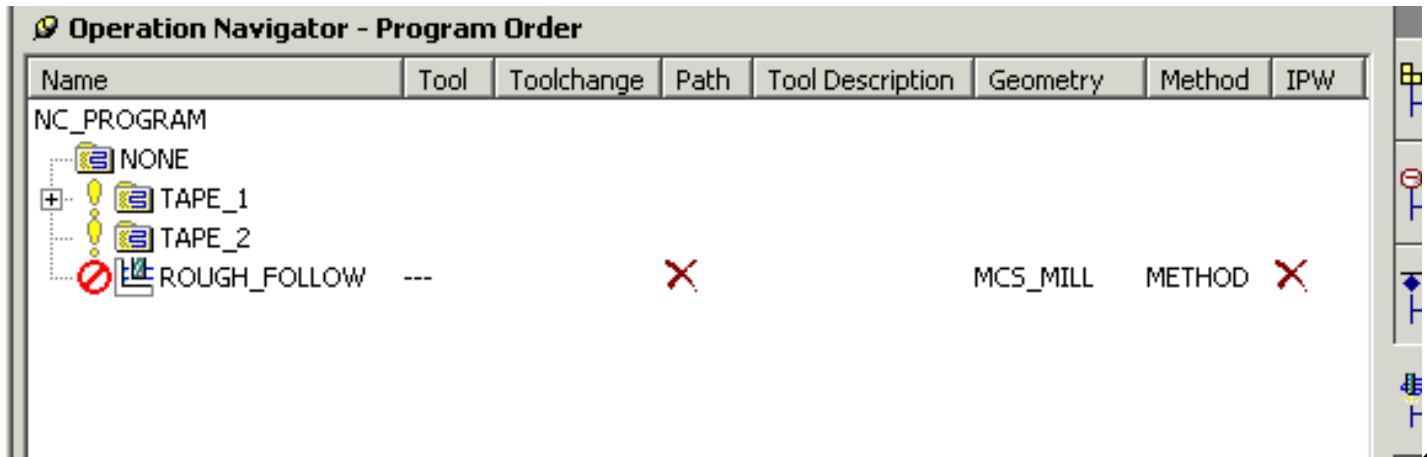 Operation Navigator - Program Order
Name Tool Toolchange Path Tool Description Geometry Method IPW
NC_PROGRAM
NONE
TAPE_1
TAPE_2
ROUGH_FOLLOW --- MCS_MILL METHOD